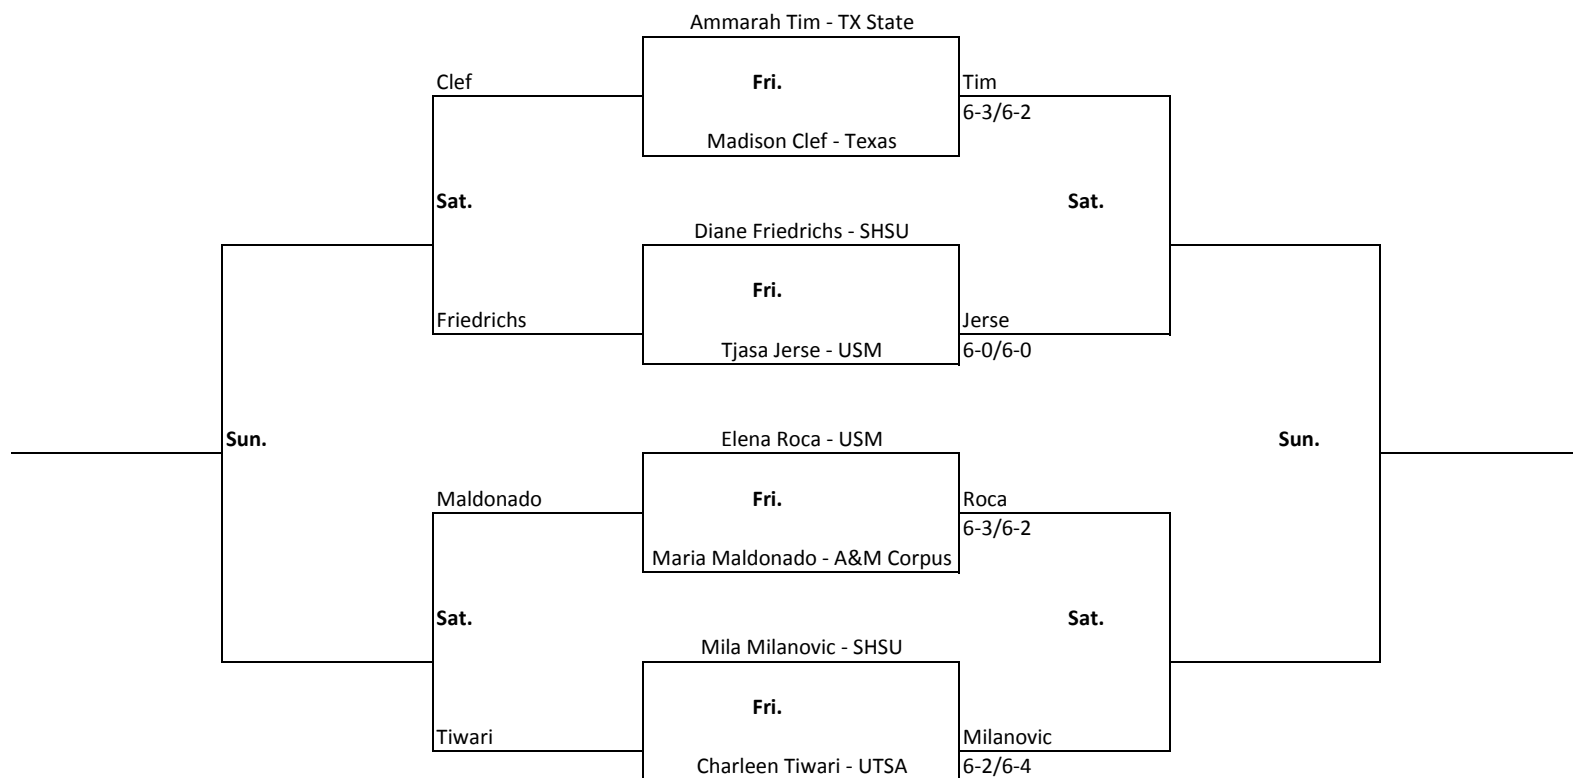 Ammarah Tim - TX State
Clef
Fri.
Tim
6-3/6-2
Madison Clef - Texas
Sat.
Sat.
Diane Friedrichs - SHSU
Fri.
Friedrichs
Jerse
Tjasa Jerse - USM
6-0/6-0
Sun.
Elena Roca - USM
Sun.
Maldonado
Fri.
Roca
6-3/6-2
Maria Maldonado - A&M Corpus
Sat.
Sat.
Mila Milanovic - SHSU
Fri.
Tiwari
Milanovic
Charleen Tiwari - UTSA
6-2/6-4